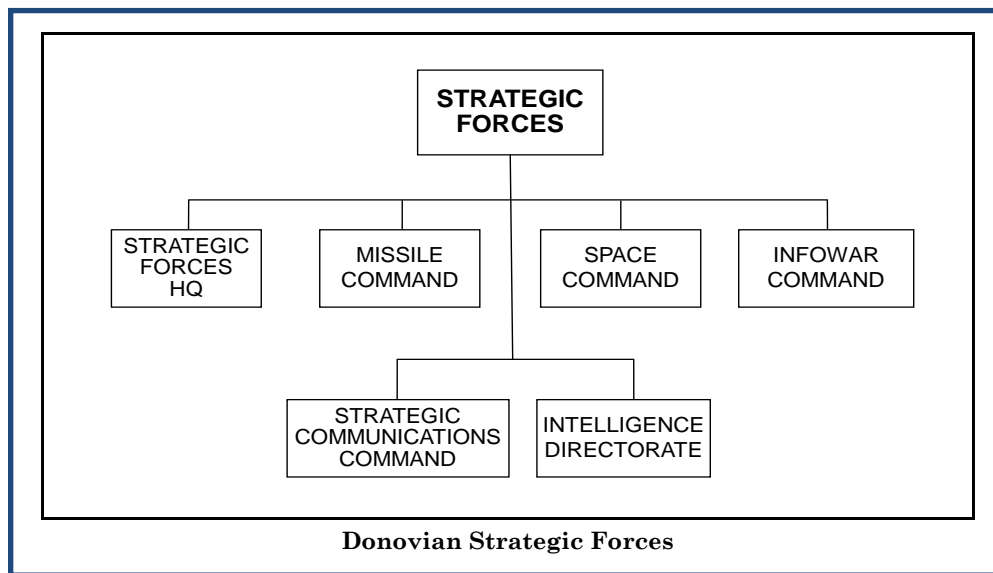 STRATEGIC
FORCES
STRATEGIC
FORCES
HQ
MISSILE
COMMAND
SPACE
COMMAND
INFOWAR
COMMAND
STRATEGIC
COMMUNICATIONS
COMMAND
INTELLIGENCE
DIRECTORATE
Donovian Strategic Forces